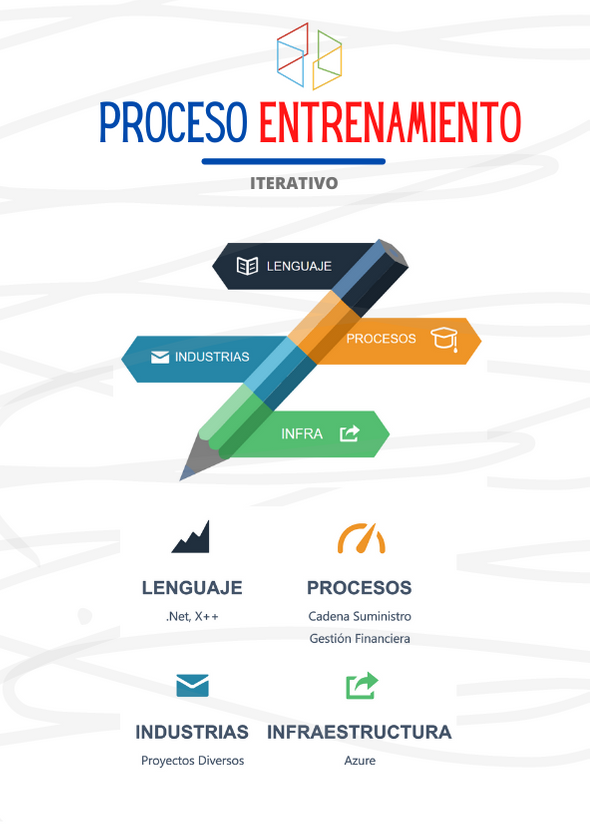 PROCESO ENTRENAMIENTO
ITERATIVO
LENGUAJE
PROCESOS
INDUSTRIAS
INFRA
LENGUAJE
.Net, X++
PROCESOS
Cadena Suministro
Gestión Financiera
INDUSTRIAS
Proyectos Diversos
INFRAESTRUCTURA
Azure